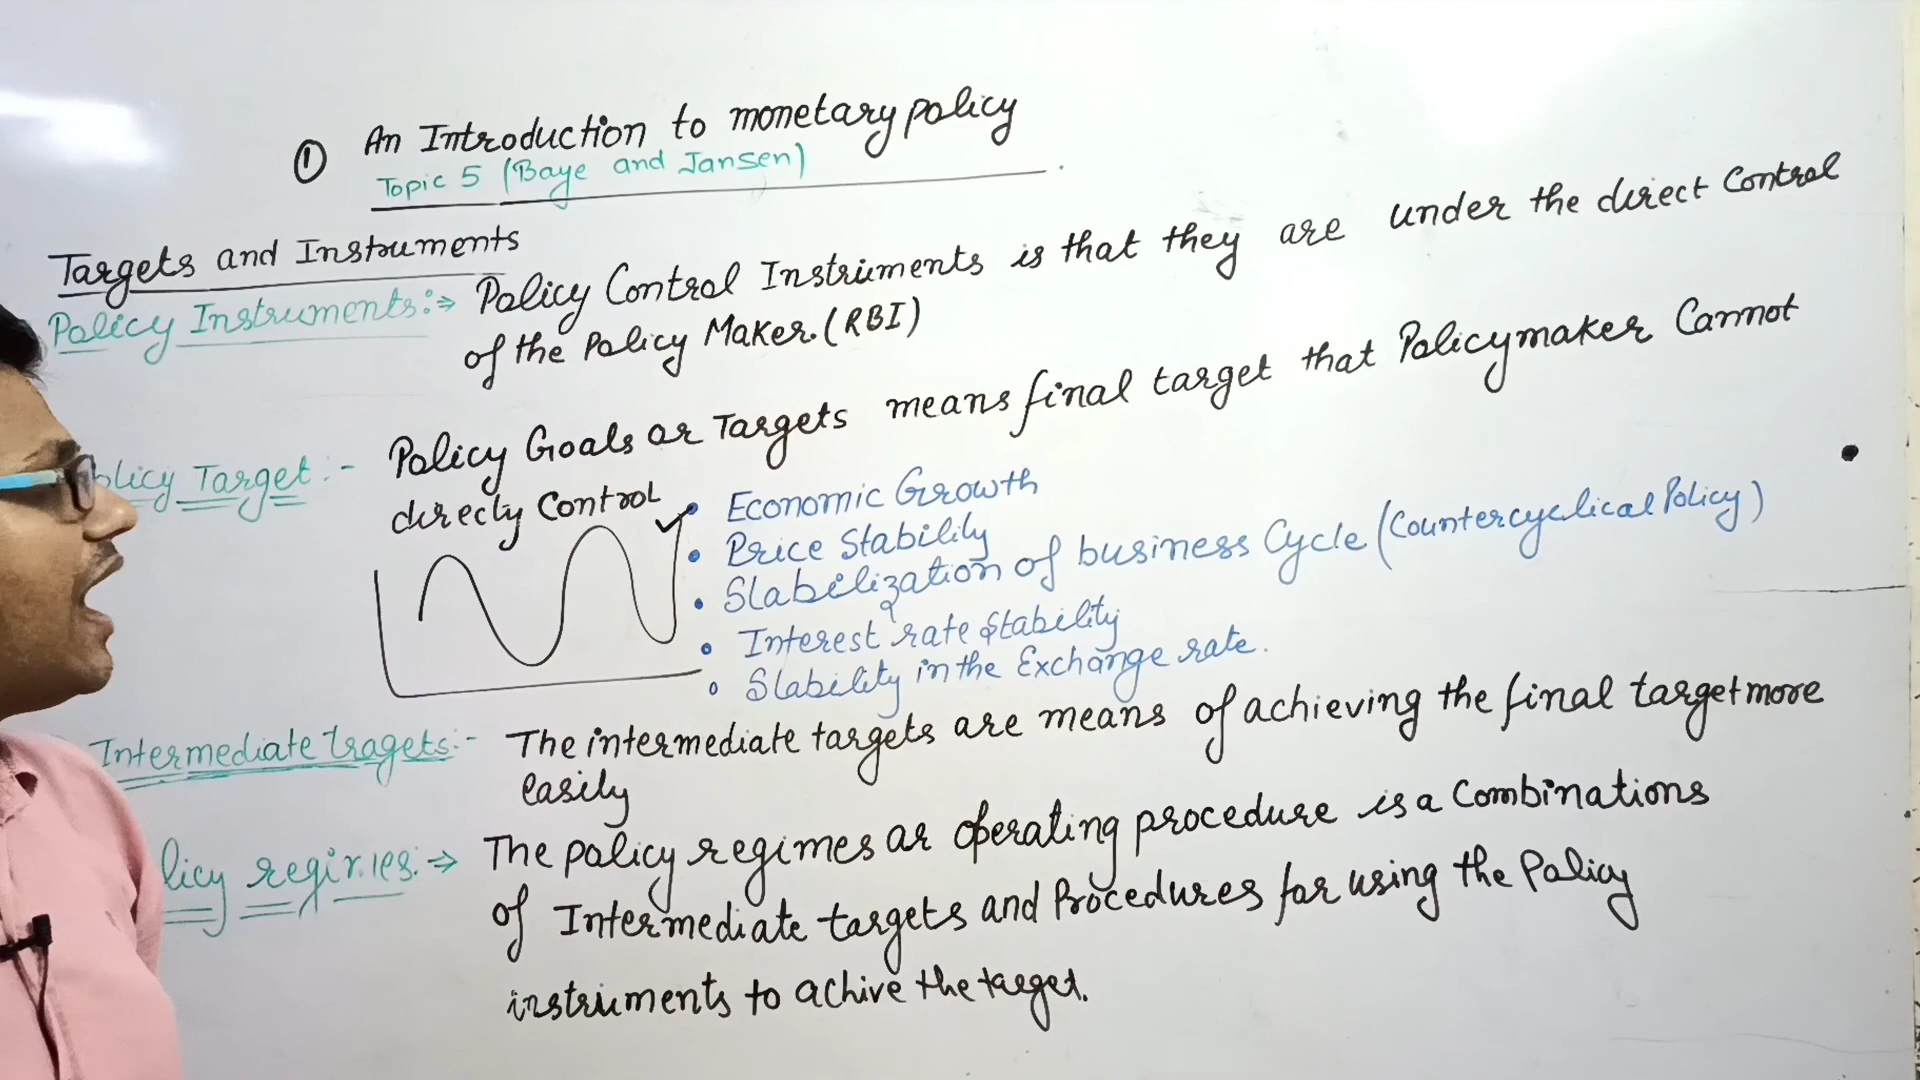 ① An Introduction to monetary policy
Topic 5 (Baye and Jansen)
Targets and Instruments
Policy Instruments:⇒ Policy Control Instruments is that they are under the direct Control
of the Policy Maker. (RBI)
olicy Target:- Policy Goals or Targets means final target that Policymaker Cannot
direcly Control
• Economic Growth
• Price Stability
• Stabilization of business Cycle (Countercyclical Policy)
• Interest rate Stability
• Stability in the Exchange rate.
Intermediate tragets:- The intermediate targets are means of achieving the final target more
easily
licy regimes:⇒ The policy regimes or operating procedure is a Combinations
of Intermediate targets and Procedures for using the Policy
instruments to achive the target.